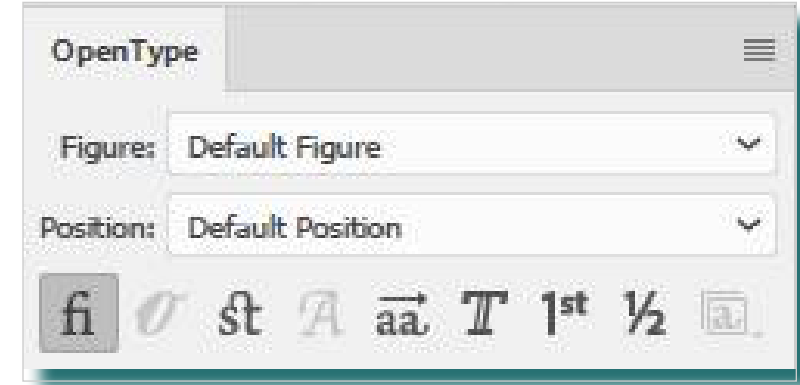 OpenType
Figure: Default Figure
Position: Default Position
fi O st A aa T 1st ½ a